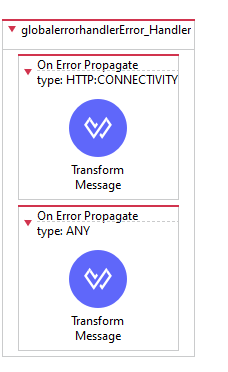 globalerrorhandlerError_Handler
On Error Propagate
type: HTTP:CONNECTIVITY
Transform
Message
On Error Propagate
type: ANY
Transform
Message